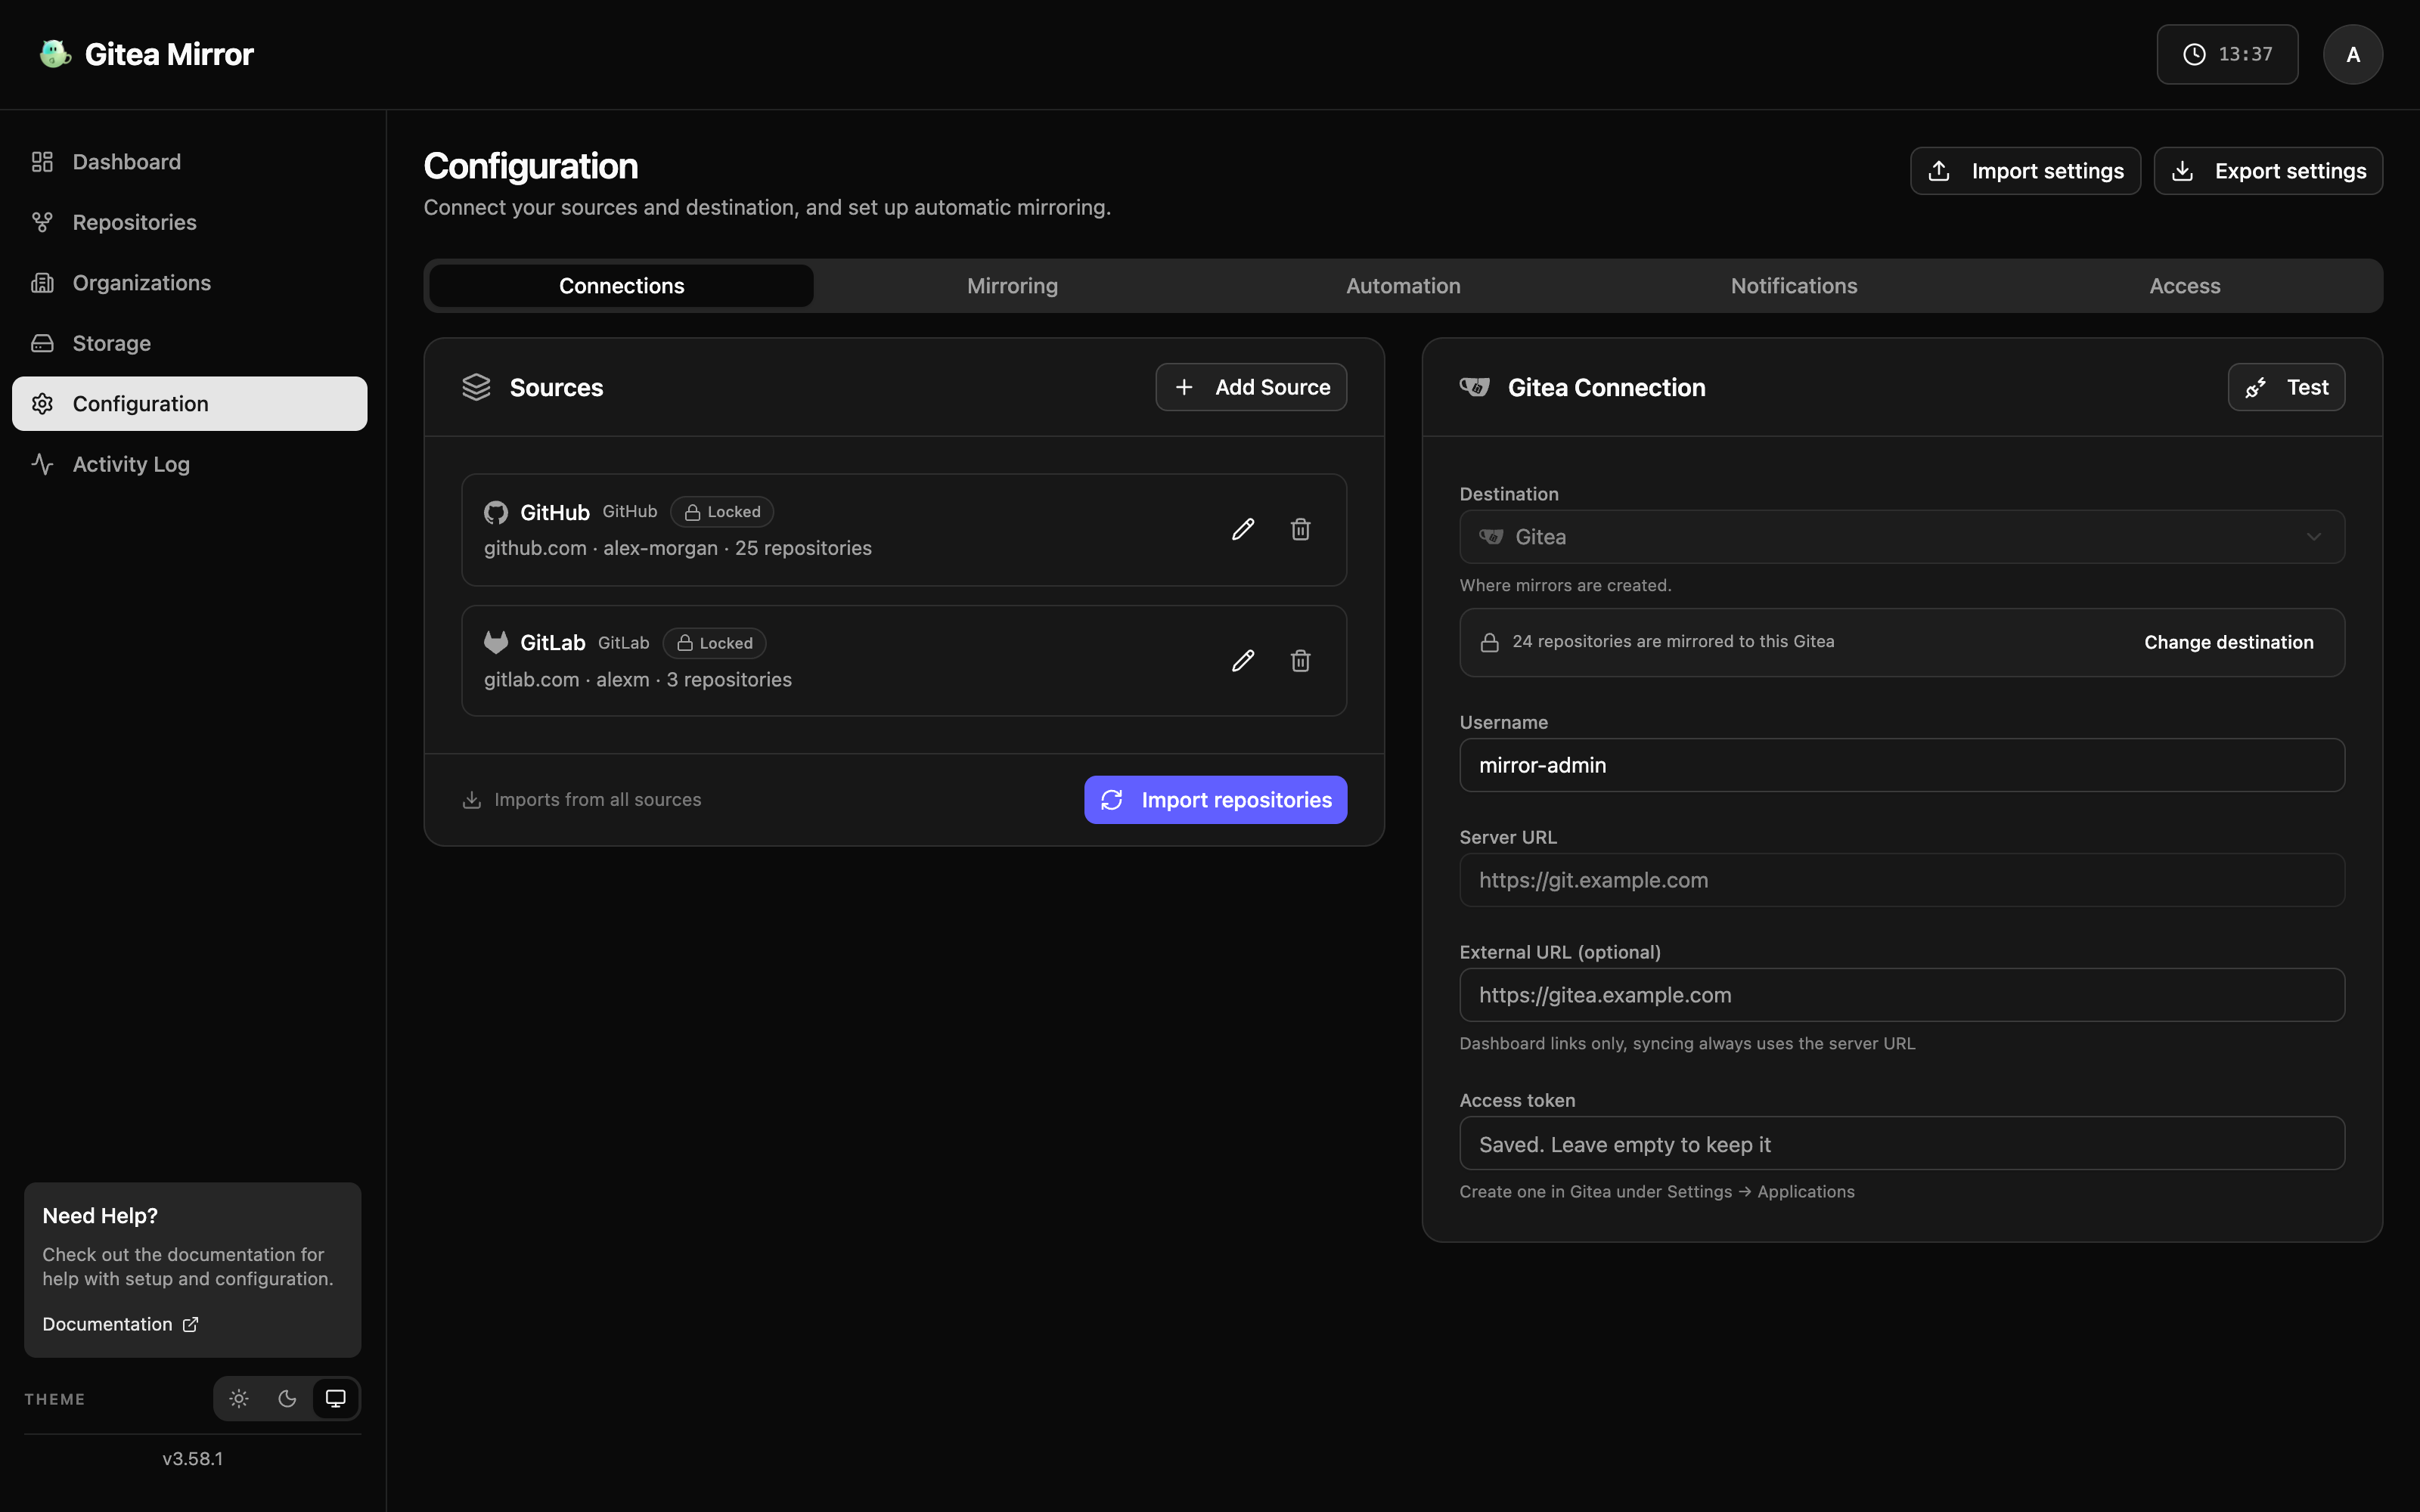 Gitea Mirror
13:37
A
Dashboard
Repositories
Organizations
Storage
Configuration
Activity Log
Need Help?
Check out the documentation for
help with setup and configuration.
Documentation
THEME
v3.58.1
Configuration
Connect your sources and destination, and set up automatic mirroring.
Import settings
Export settings
Connections
Mirroring
Automation
Notifications
Access
Sources
Add Source
GitHub GitHub Locked
github.com · alex-morgan · 25 repositories
GitLab GitLab Locked
gitlab.com · alexm · 3 repositories
Imports from all sources
Import repositories
Gitea Connection
Test
Destination
Gitea
Where mirrors are created.
24 repositories are mirrored to this Gitea
Change destination
Username
mirror-admin
Server URL
https://git.example.com
External URL (optional)
https://gitea.example.com
Dashboard links only, syncing always uses the server URL
Access token
Saved. Leave empty to keep it
Create one in Gitea under Settings → Applications